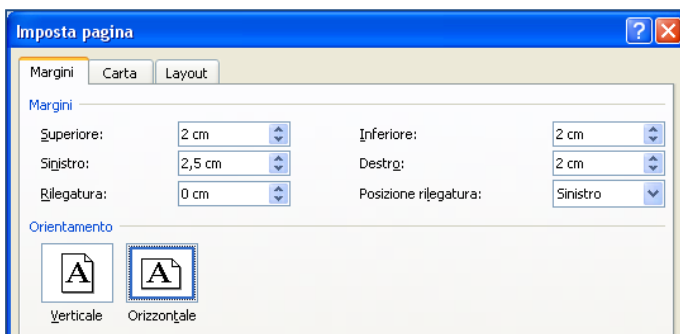 Imposta pagina
Margini Carta Layout
Margini
Superiore: 2 cm Inferiore: 2 cm
Sinistro: 2,5 cm Destro: 2 cm
Rilegatura: 0 cm Posizione rilegatura: Sinistro
Orientamento
A A
Verticale Orizzontale